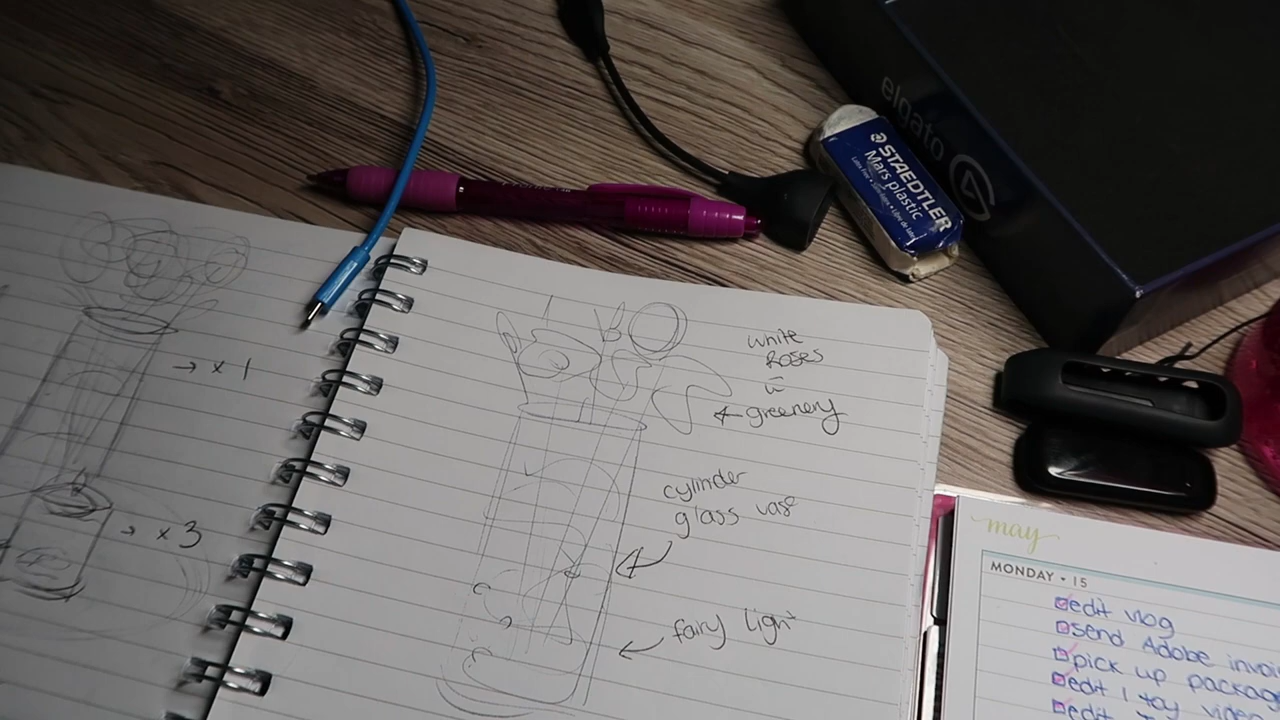 elgato
STAEDTLER
Mars plastic
→ x 1
→ x 3
white
Roses
w
← greenery
cylinder
glass vase
fairy light
may
MONDAY • 15
edit vlog
send Adobe invoi
pick up packag
edit 1 toy video
edit